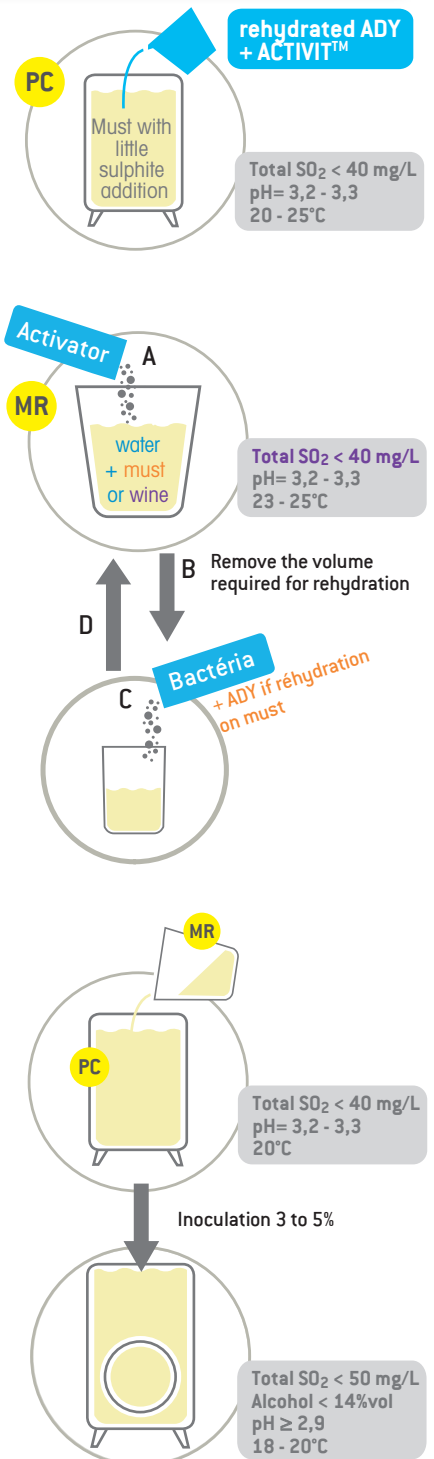 rehydrated ADY
+ ACTIVIT™
PC
Must with
little
sulphite
addition
Total SO₂ < 40 mg/L
pH= 3,2 - 3,3
20 - 25°C
Activator
A
MR
water
+ must
or wine
Total SO₂ < 40 mg/L
pH= 3,2 - 3,3
23 - 25°C
B
Remove the volume
required for rehydration
D
Bactéria
C
+ ADY if réhydration
on must
MR
PC
Total SO₂ < 40 mg/L
pH= 3,2 - 3,3
20°C
Inoculation 3 to 5%
Total SO₂ < 50 mg/L
Alcohol < 14%vol
pH ≥ 2,9
18 - 20°C